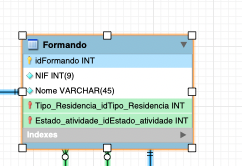 Formando
idFormando INT
NIF INT(9)
Nome VARCHAR(45)
Tipo_Residencia_idTipo_Residencia INT
Estado_atividade_idEstado_atividade INT
Indexes